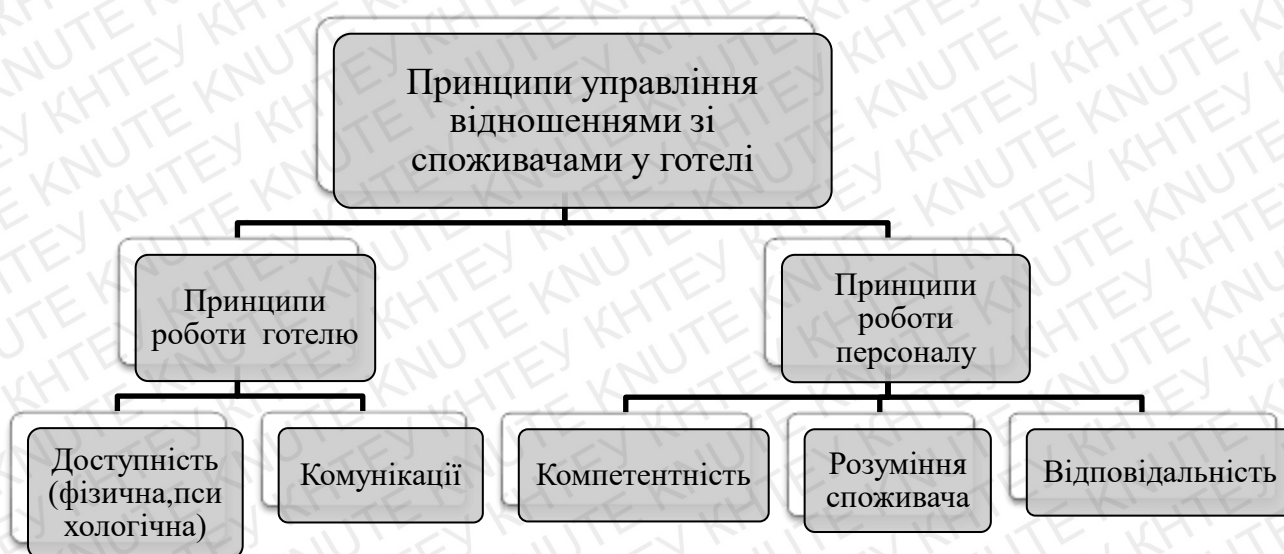 Принципи управління
відношеннями зі
споживачами у готелі
Принципи
роботи готелю
Принципи
роботи
персоналу
Доступність
(фізична,пси
хологічна)
Комунікації
Компетентність
Розуміння
споживача
Відповідальність